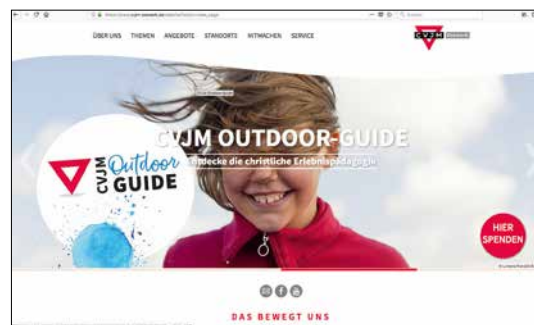 ÜBER UNS THEMEN ANGEBOTE STANDORTE MITMACHEN SERVICE
CVJM
CVJM OUTDOOR-GUIDE
Entdecke die christliche Erlebnispädagogik
CVJM Outdoor
GUIDE
HIER
SPENDEN
DAS BEWEGT UNS